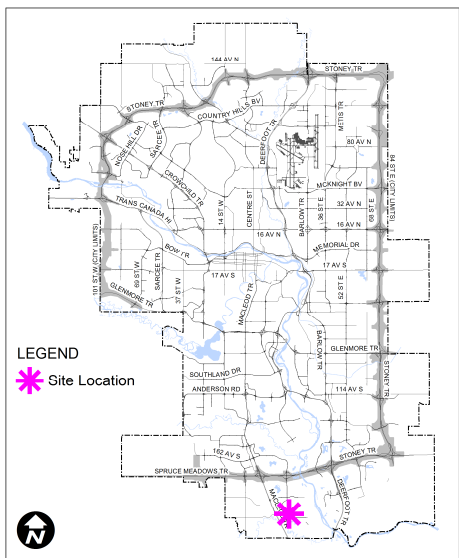 144 AV N
STONEY TR
STONEY TR
COUNTRY HILLS BV
METIS TR
NOSE HILL DR
SARCEE TR
DEERFOOT TR
80 AV N
CROWCHILD TR
MCKNIGHT BV
84 ST E (CITY LIMITS)
TRANS CANADA HI
14 ST W
CENTRE ST
BARLOW TR
36 ST E
32 AV N
68 ST E
16 AV N
16 AV N
101 ST W (CITY LIMITS)
BOW TR
MEMORIAL DR
69 ST W
SARCEE TR
37 ST W
17 AV S
17 AV S
GLENMORE TR
MACLEOD TR
52 ST E
BARLOW TR
GLENMORE TR
LEGEND
Site Location
SOUTHLAND DR
ANDERSON RD
114 AV S
STONEY TR
162 AV S
STONEY TR
SPRUCE MEADOWS TR
DEERFOOT TR
N